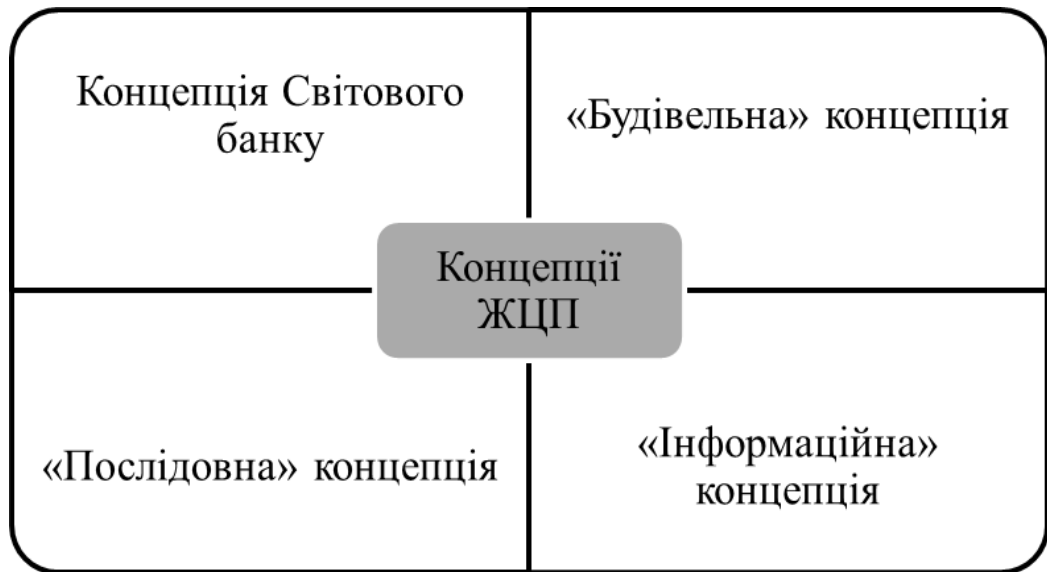 Концепція Світового
банку
«Будівельна» концепція
Концепції
ЖЦП
«Послідовна» концепція
«Інформаційна»
концепція